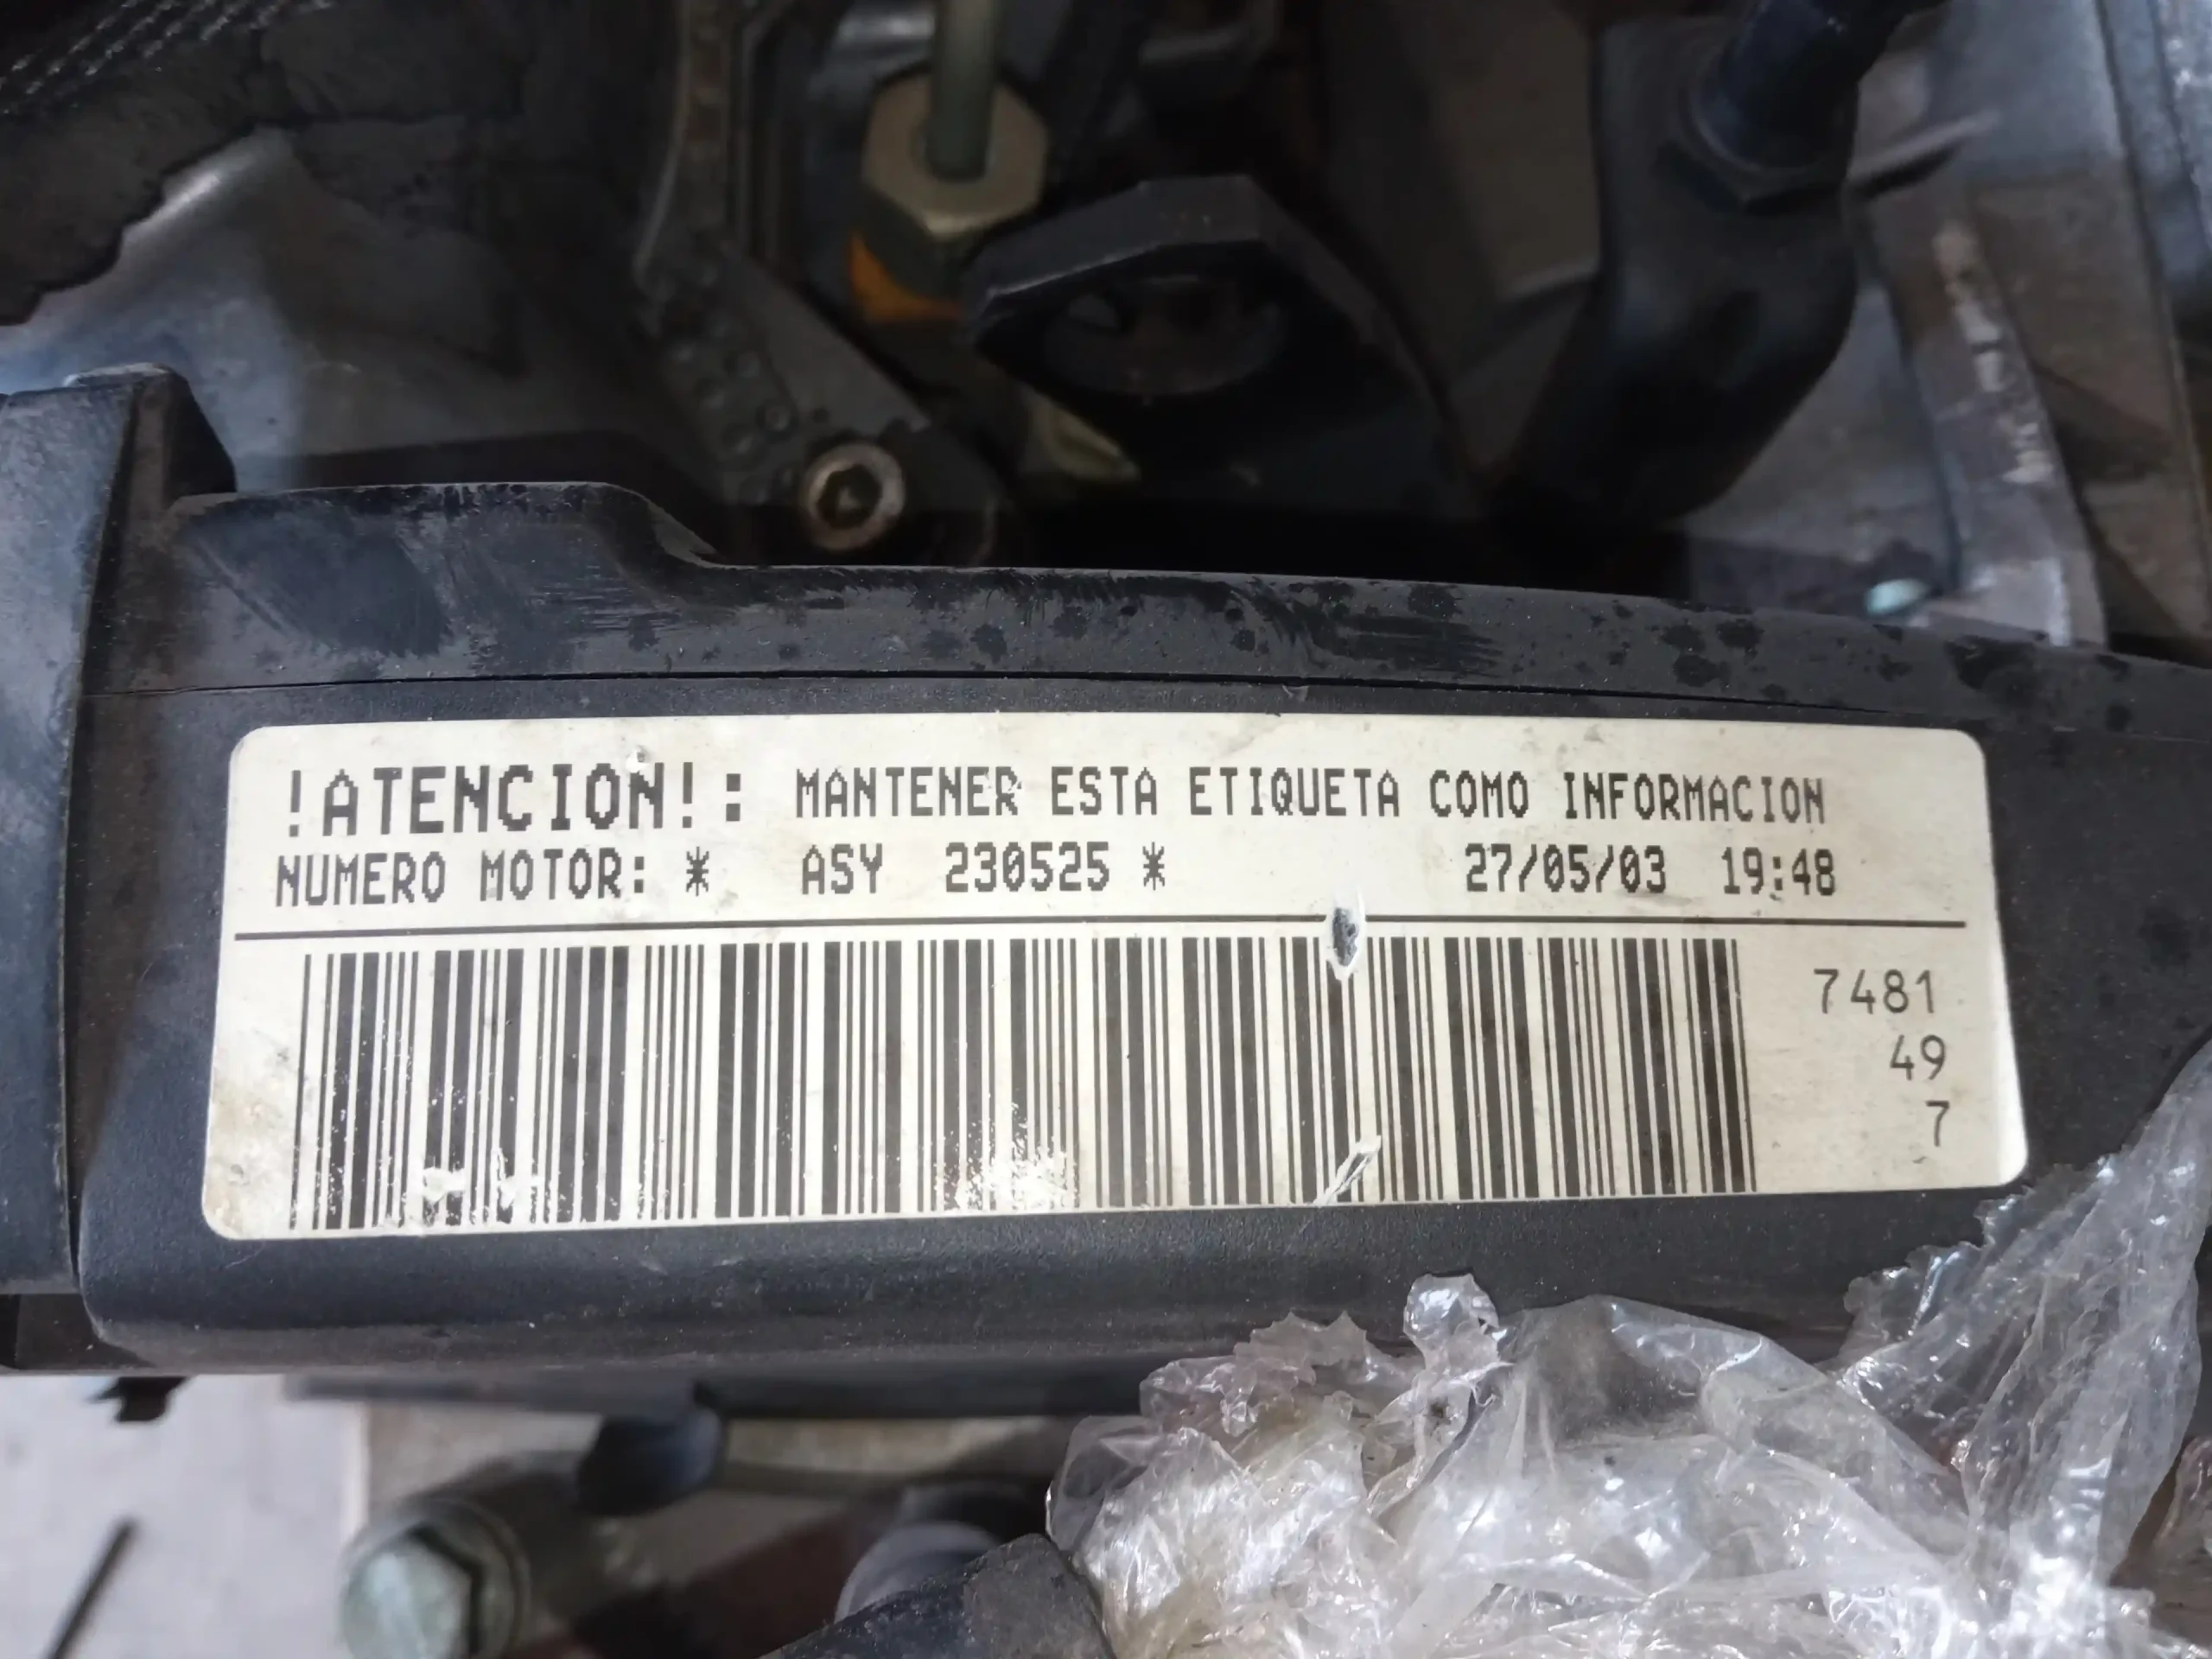 !ATENCION!: MANTENER ESTA ETIQUETA COMO INFORMACION
NUMERO MOTOR: * ASY 230525 * 27/05/03 19:48
7481
49
7